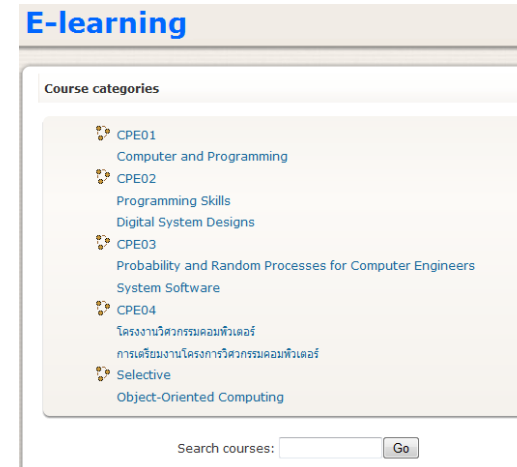 E-learning
Course categories
CPE01
Computer and Programming
CPE02
Programming Skills
Digital System Designs
CPE03
Probability and Random Processes for Computer Engineers
System Software
CPE04
โครงงานวิศวกรรมคอมพิวเตอร์
การเตรียมงานโครงการวิศวกรรมคอมพิวเตอร์
Selective
Object-Oriented Computing
Search courses: Go